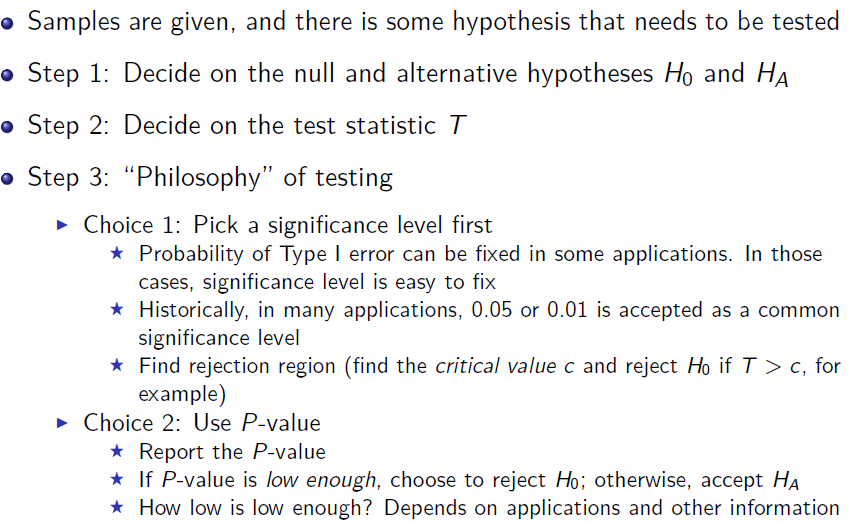 Samples are given, and there is some hypothesis that needs to be tested
Step 1: Decide on the null and alternative hypotheses H₀ and H_A
Step 2: Decide on the test statistic T
Step 3: “Philosophy” of testing
Choice 1: Pick a significance level first
Probability of Type I error can be fixed in some applications. In those
cases, significance level is easy to fix
Historically, in many applications, 0.05 or 0.01 is accepted as a common
significance level
Find rejection region (find the critical value c and reject H₀ if T > c, for
example)
Choice 2: Use P-value
Report the P-value
If P-value is low enough, choose to reject H₀; otherwise, accept H_A
How low is low enough? Depends on applications and other information